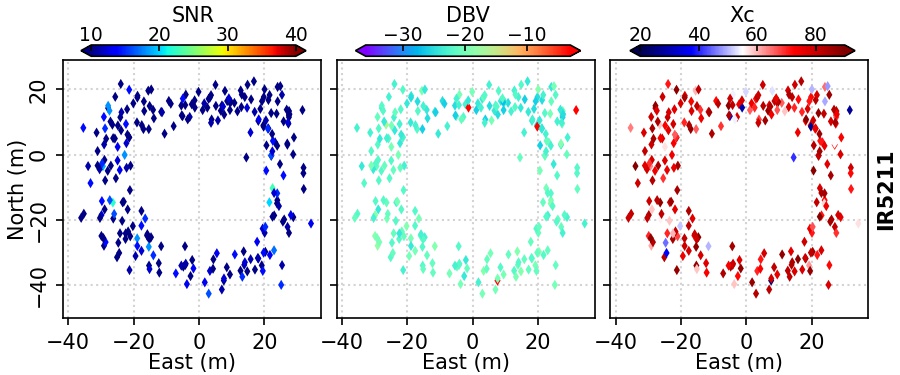 SNR DBV Xc
10 20 30 40 −30 −20 −10 20 40 60 80
20
0
−20
−40
North (m)
−40 −20 0 20 −40 −20 0 20 −40 −20 0 20
East (m) East (m) East (m)
IR5211